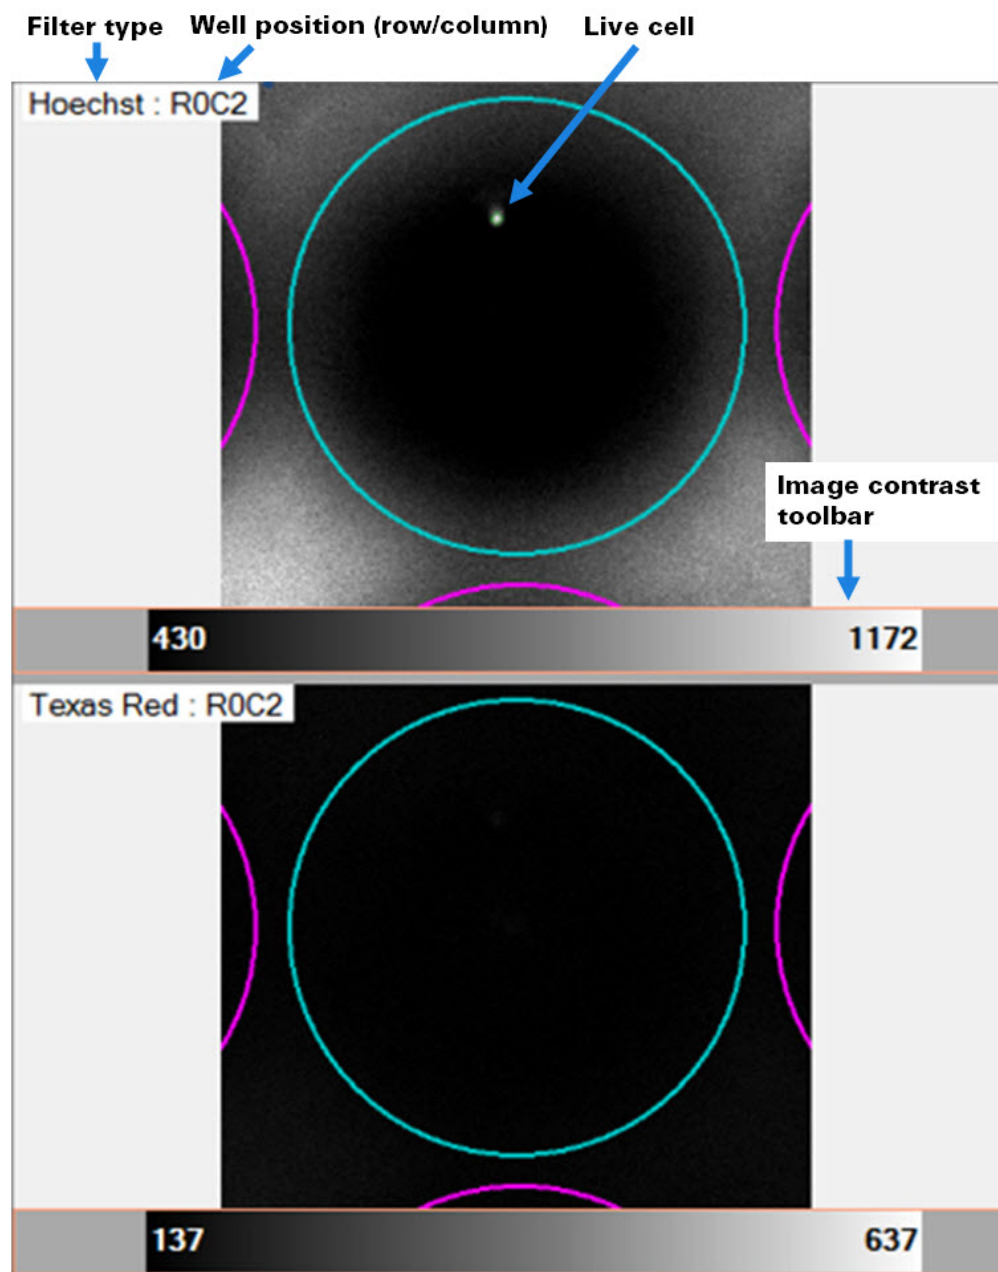 Filter type
Well position (row/column)
Live cell
Hoechst : R0C2
Image contrast
toolbar
430
1172
Texas Red : R0C2
137
637